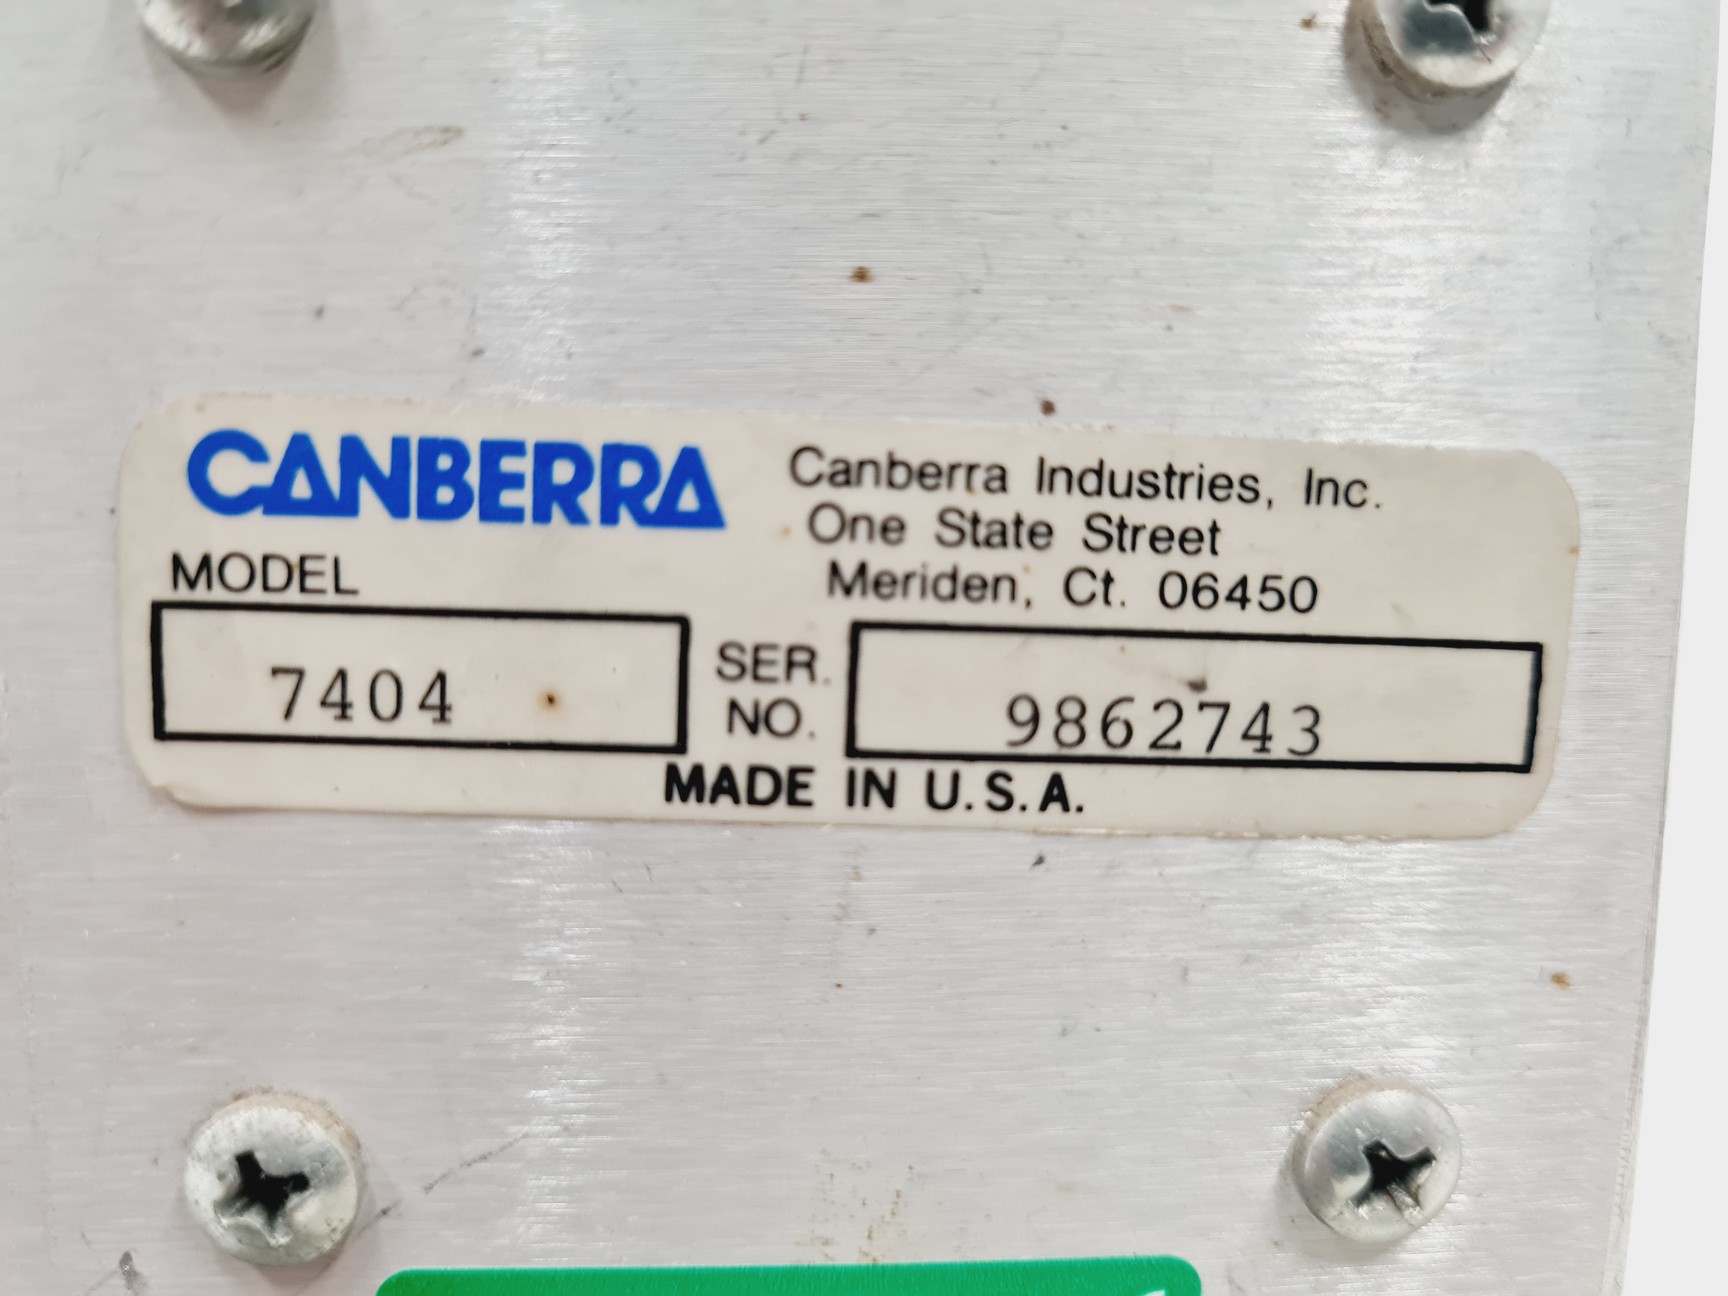 CANBERRA
Canberra Industries, Inc.
One State Street
Meriden, Ct. 06450
MODEL
7404
SER.
NO.
9862743
MADE IN U.S.A.